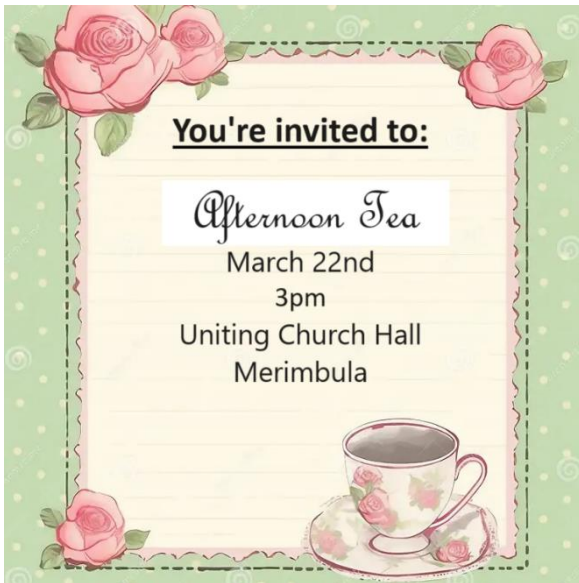 You're invited to:
Afternoon Tea
March 22nd
3pm
Uniting Church Hall
Merimbula